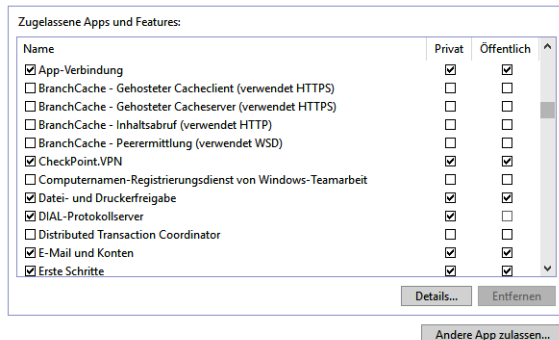 Zugelassene Apps und Features:
Name Privat Öffentlich
App-Verbindung
BranchCache - Gehosteter Cacheclient (verwendet HTTPS)
BranchCache - Gehosteter Cacheserver (verwendet HTTPS)
BranchCache - Inhaltsabruf (verwendet HTTP)
BranchCache - Peerermittlung (verwendet WSD)
CheckPoint.VPN
Computernamen-Registrierungsdienst von Windows-Teamarbeit
Datei- und Druckerfreigabe
DIAL-Protokollserver
Distributed Transaction Coordinator
E-Mail und Konten
Erste Schritte
Details... Entfernen
Andere App zulassen...